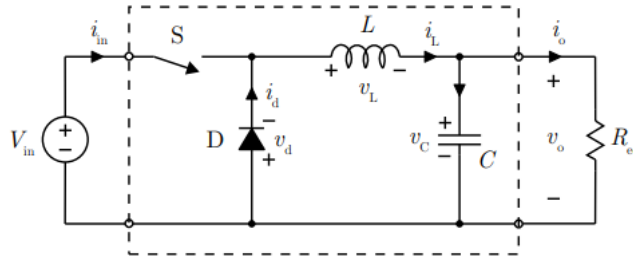 i_in S L i_L i_o
+ − +
V_in + − D i_d − v_d + v_L v_C + − C v_o R_e
−